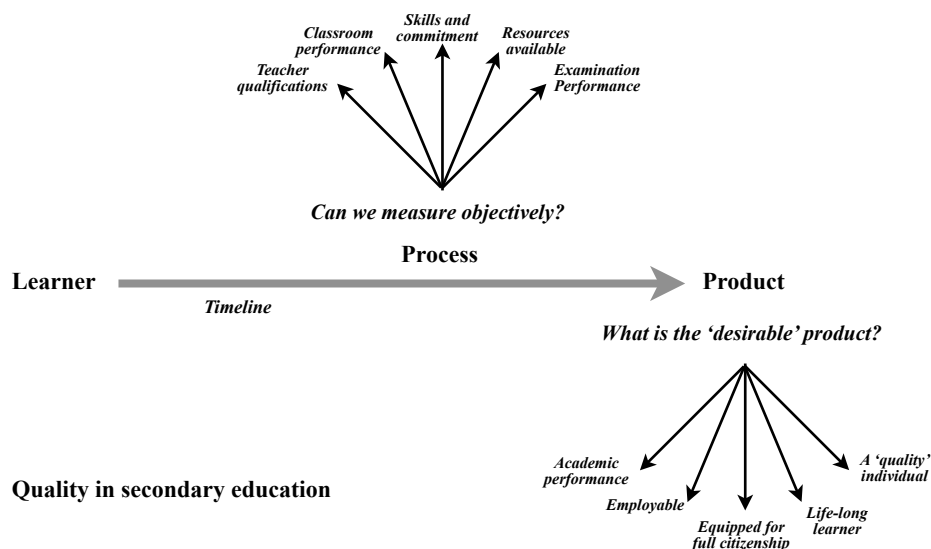 Skills and
commitment
Classroom
performance
Resources
available
Teacher
qualifications
Examination
Performance
Can we measure objectively?
Process
Learner
Product
Timeline
What is the ‘desirable’ product?
Academic
performance
A ‘quality’
individual
Quality in secondary education
Employable
Life-long
learner
Equipped for
full citizenship